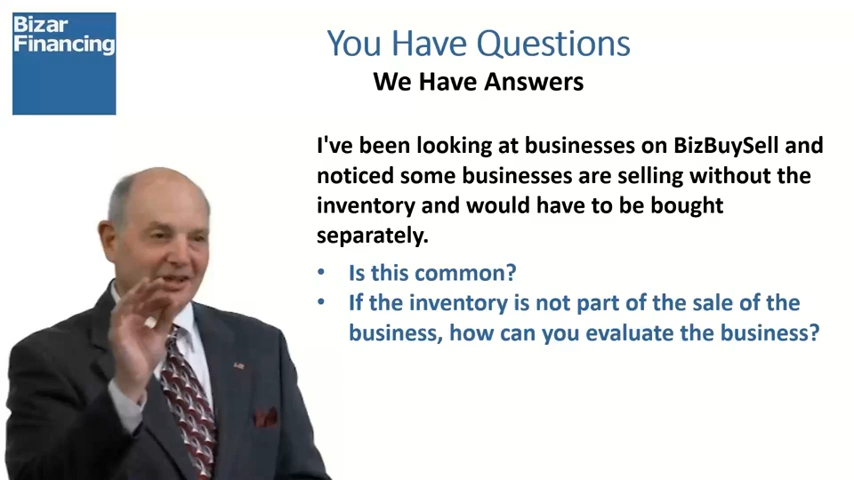 Bizar
Financing
You Have Questions
We Have Answers
I've been looking at businesses on BizBuySell and
noticed some businesses are selling without the
inventory and would have to be bought
separately.
• Is this common?
• If the inventory is not part of the sale of the
business, how can you evaluate the business?